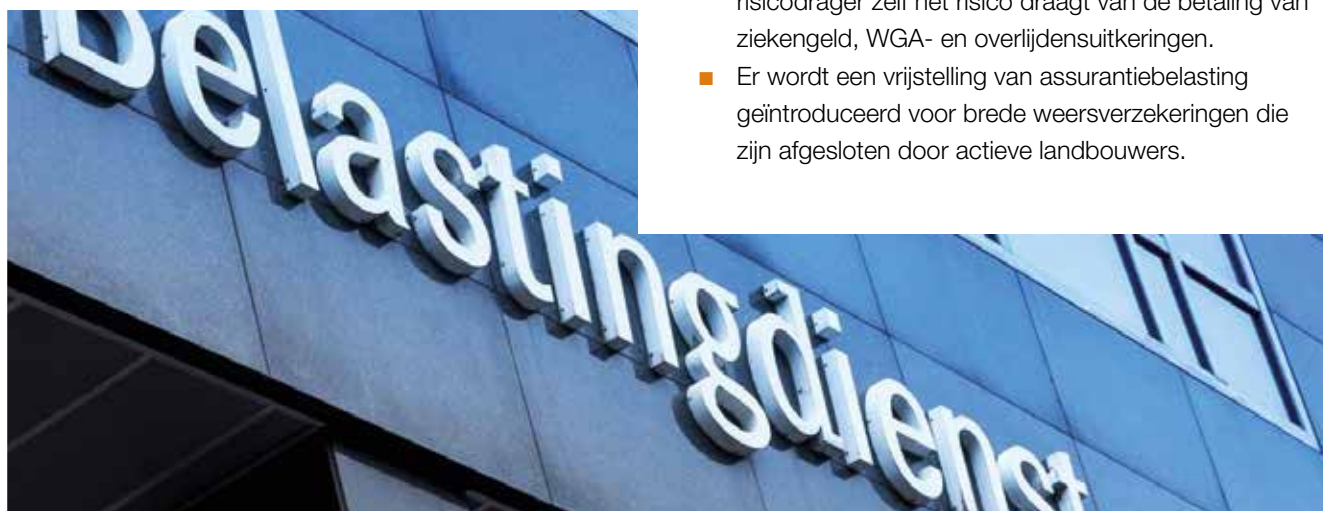 risicodrager zelf het risico draagt van de betaling van
ziekengeld, WGA- en overlijdensuitkeringen.
■ Er wordt een vrijstelling van assurantiebelasting
geïntroduceerd voor brede weersverzekeringen die
zijn afgesloten door actieve landbouwers.
Belastingdienst